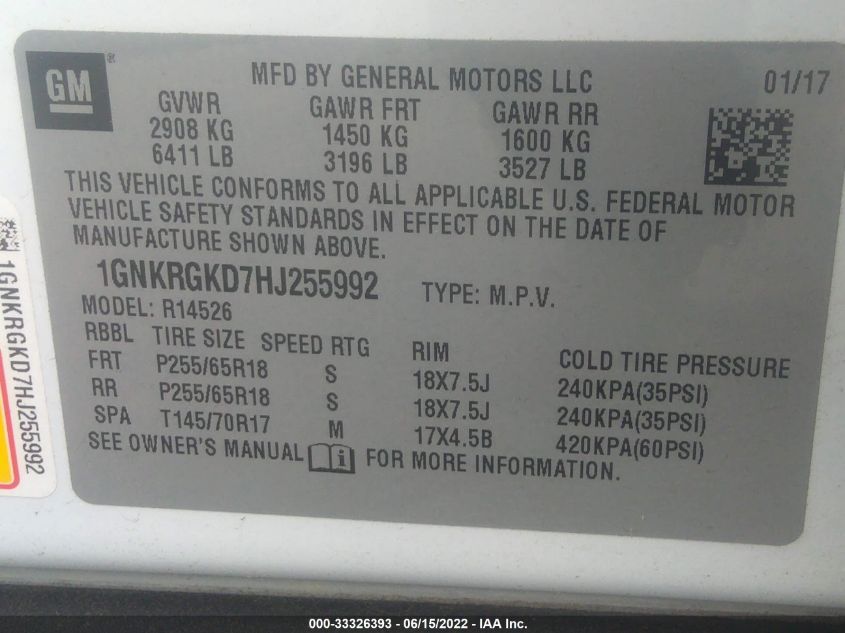 GM ®
MFD BY GENERAL MOTORS LLC 01/17
GVWR GAWR FRT GAWR RR
2908 KG 1450 KG 1600 KG
6411 LB 3196 LB 3527 LB
THIS VEHICLE CONFORMS TO ALL APPLICABLE U.S. FEDERAL MOTOR
VEHICLE SAFETY STANDARDS IN EFFECT ON THE DATE OF
MANUFACTURE SHOWN ABOVE.
1GNKRGKD7HJ255992 TYPE: M.P.V.
MODEL: R14526
RBBL TIRE SIZE SPEED RTG RIM COLD TIRE PRESSURE
FRT P255/65R18 S 18X7.5J 240KPA(35PSI)
RR P255/65R18 S 18X7.5J 240KPA(35PSI)
SPA T145/70R17 M 17X4.5B 420KPA(60PSI)
SEE OWNER'S MANUAL i FOR MORE INFORMATION.
1GNKRGKD7HJ255992
000-33326393 - 06/15/2022 - IAA Inc.